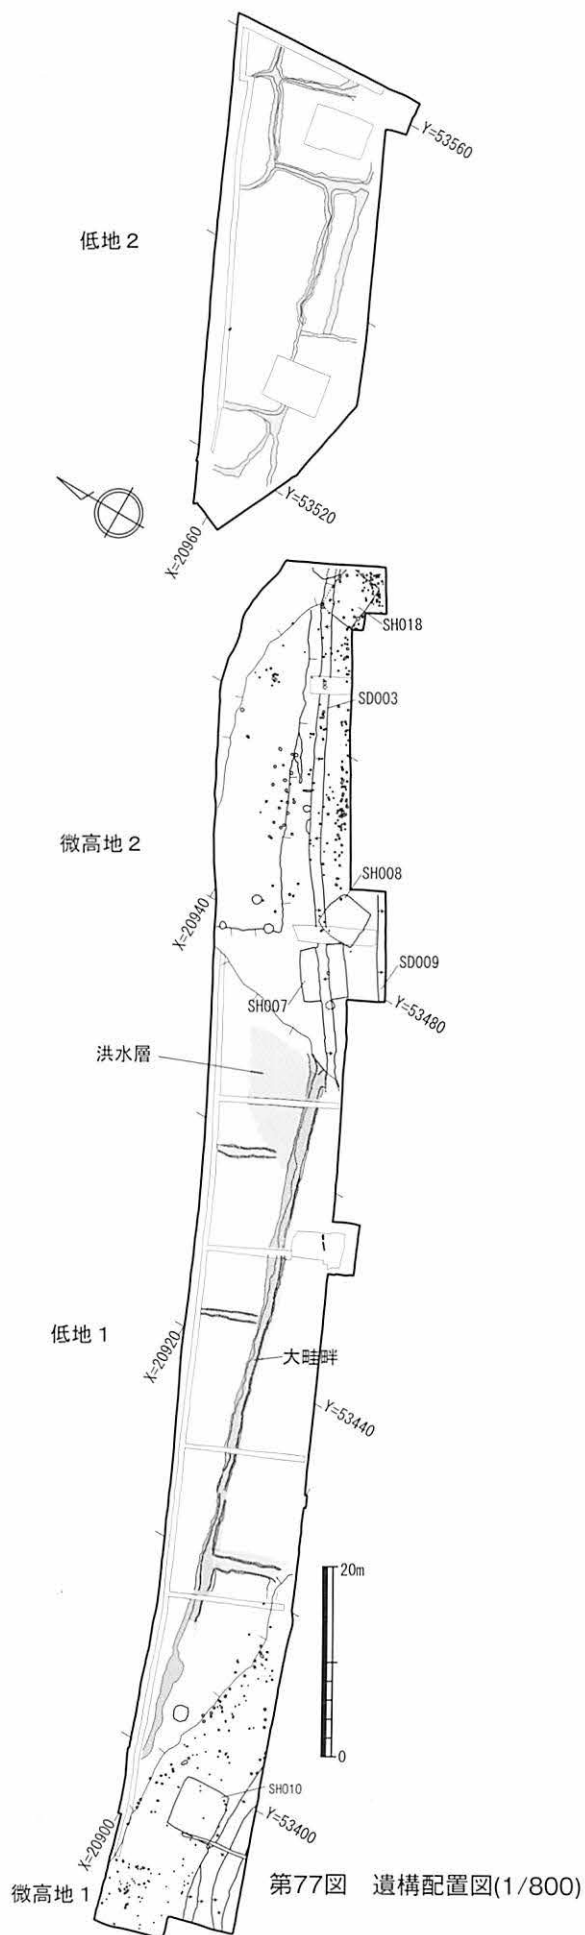 Y=53560
低地2
Y=53520
X=20960
SH018
SD003
微高地2
SH008
X=20940
SD009
SH007
Y=53480
洪水層
低地1
X=20920
大畦畔
Y=53440
20m
0
SH010
X=20900
Y=53400
微高地1
第77図 遺構配置図(1/800)